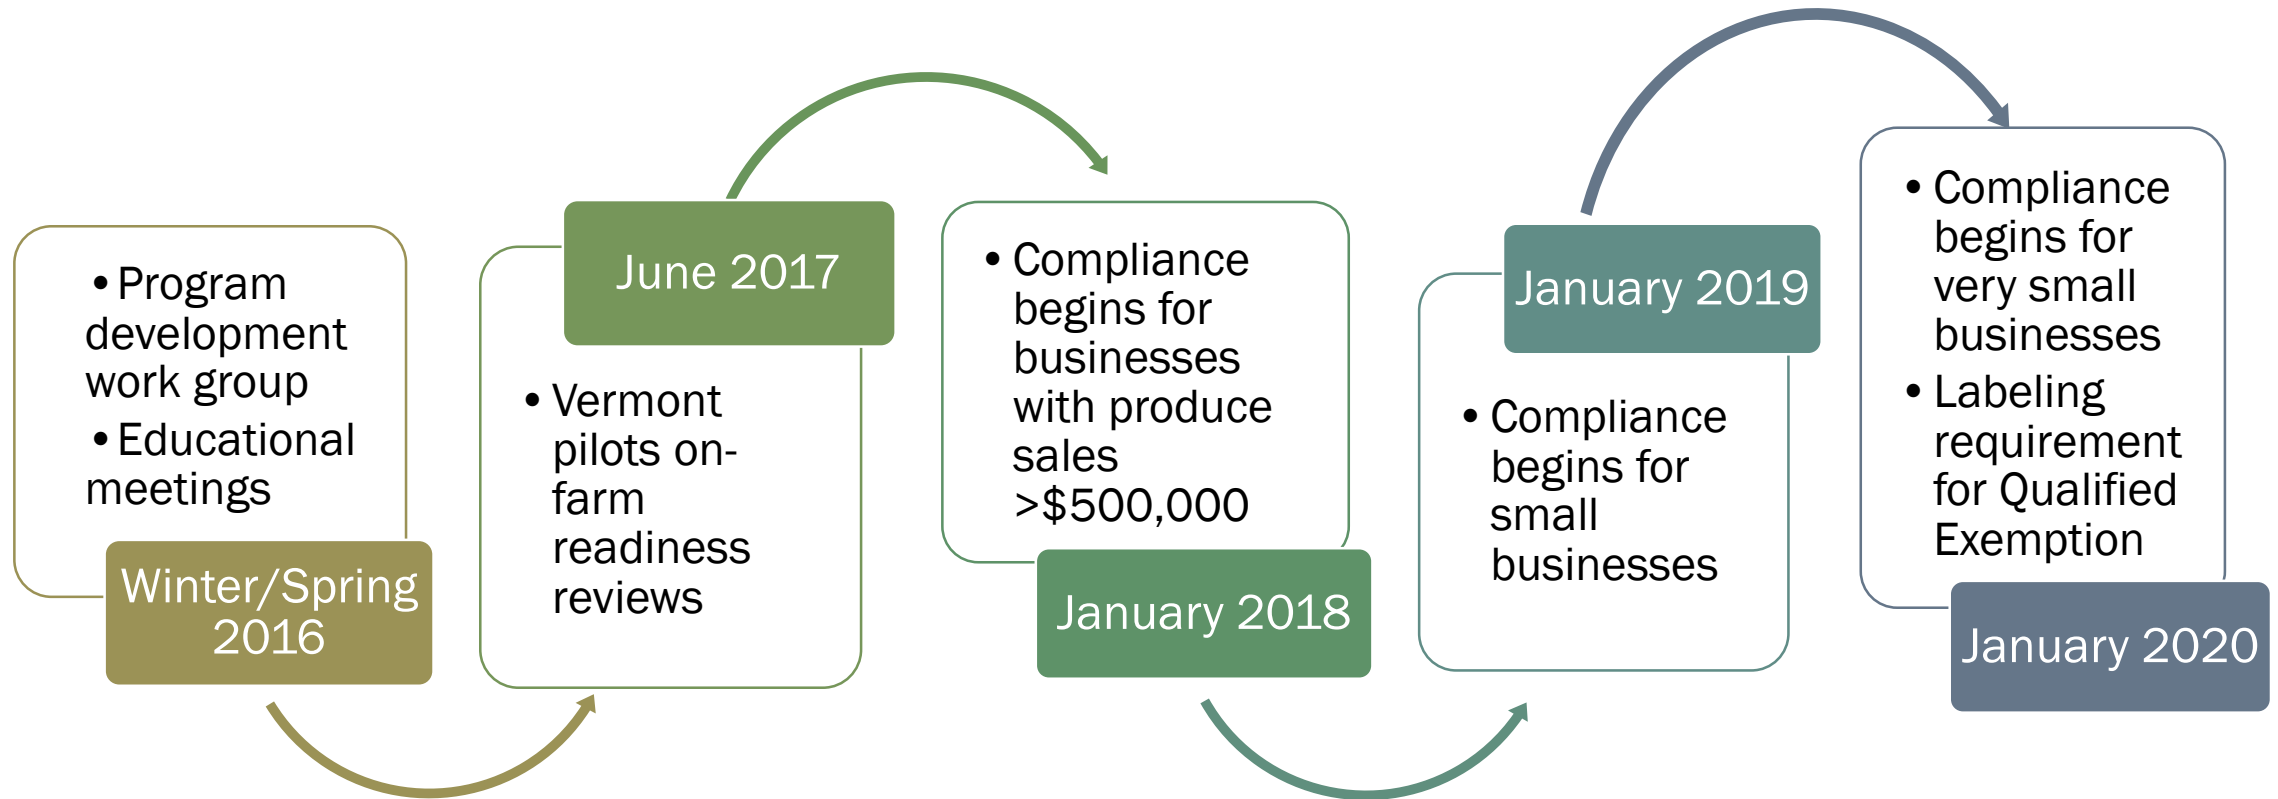 •Program
development
work group
•Educational
meetings
Winter/Spring
2016
June 2017
• Vermont
pilots on-
farm
readiness
reviews
• Compliance
begins for
businesses
with produce
sales
>$500,000
January 2018
January 2019
• Compliance
begins for
small
businesses
• Compliance
begins for
very small
businesses
• Labeling
requirement
for Qualified
Exemption
January 2020